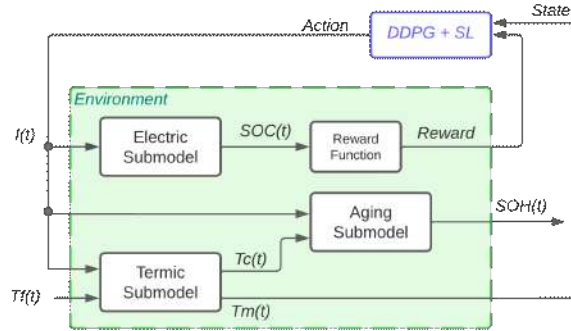 State
Action
DDPG + SL
Environment
I(t)
Electric
Submodel
SOC(t)
Reward
Function
Reward
Aging
Submodel
SOH(t)
Termic
Submodel
Tc(t)
Tf(t)
Tm(t)